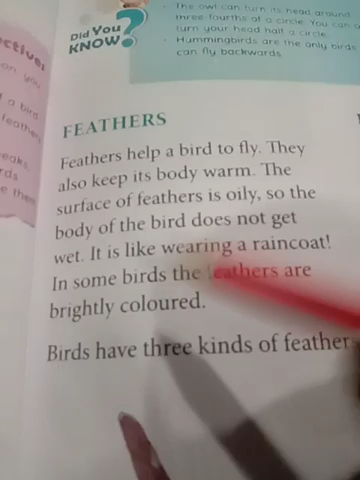 The owl can turn its head around
three fourths of a circle. You can
turn your head half a circle.
Hummingbirds are the only birds
can fly backwards.
Did You
KNOW?
FEATHERS
Feathers help a bird to fly. They
also keep its body warm. The
surface of feathers is oily, so the
body of the bird does not get
wet. It is like wearing a raincoat!
In some birds the feathers are
brightly coloured.
Birds have three kinds of feather